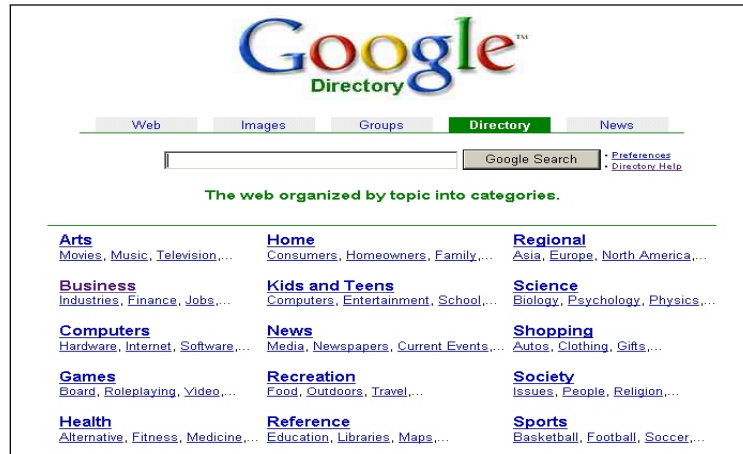 Google™
Directory
Web Images Groups Directory News
Google Search
• Preferences
• Directory Help
The web organized by topic into categories.
Arts
Movies, Music, Television,...
Home
Consumers, Homeowners, Family,...
Regional
Asia, Europe, North America,...
Business
Industries, Finance, Jobs,...
Kids and Teens
Computers, Entertainment, School,...
Science
Biology, Psychology, Physics,...
Computers
Hardware, Internet, Software,...
News
Media, Newspapers, Current Events,...
Shopping
Autos, Clothing, Gifts,...
Games
Board, Roleplaying, Video,...
Recreation
Food, Outdoors, Travel,...
Society
Issues, People, Religion,...
Health
Alternative, Fitness, Medicine,...
Reference
Education, Libraries, Maps,...
Sports
Basketball, Football, Soccer,...